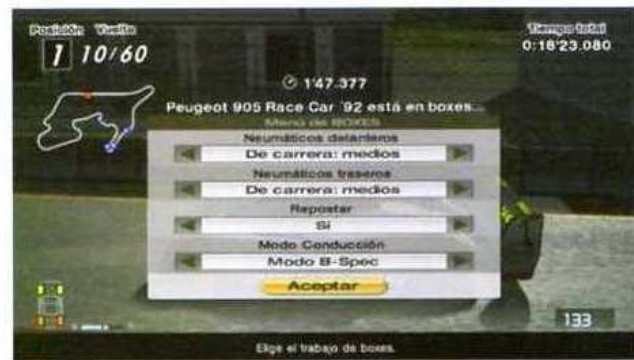 Posición Vuelta
1 10/60
Tiempo total
0:18'23.080
1'47.377
Peugeot 905 Race Car '92 está en boxes...
Menú de BOXES
Neumáticos delanteros
De carrera: medios
Neumáticos traseros
De carrera: medios
Repostar
Sí
Modo Conducción
Modo B-Spec
Aceptar
133
Elige el trabajo de boxes.